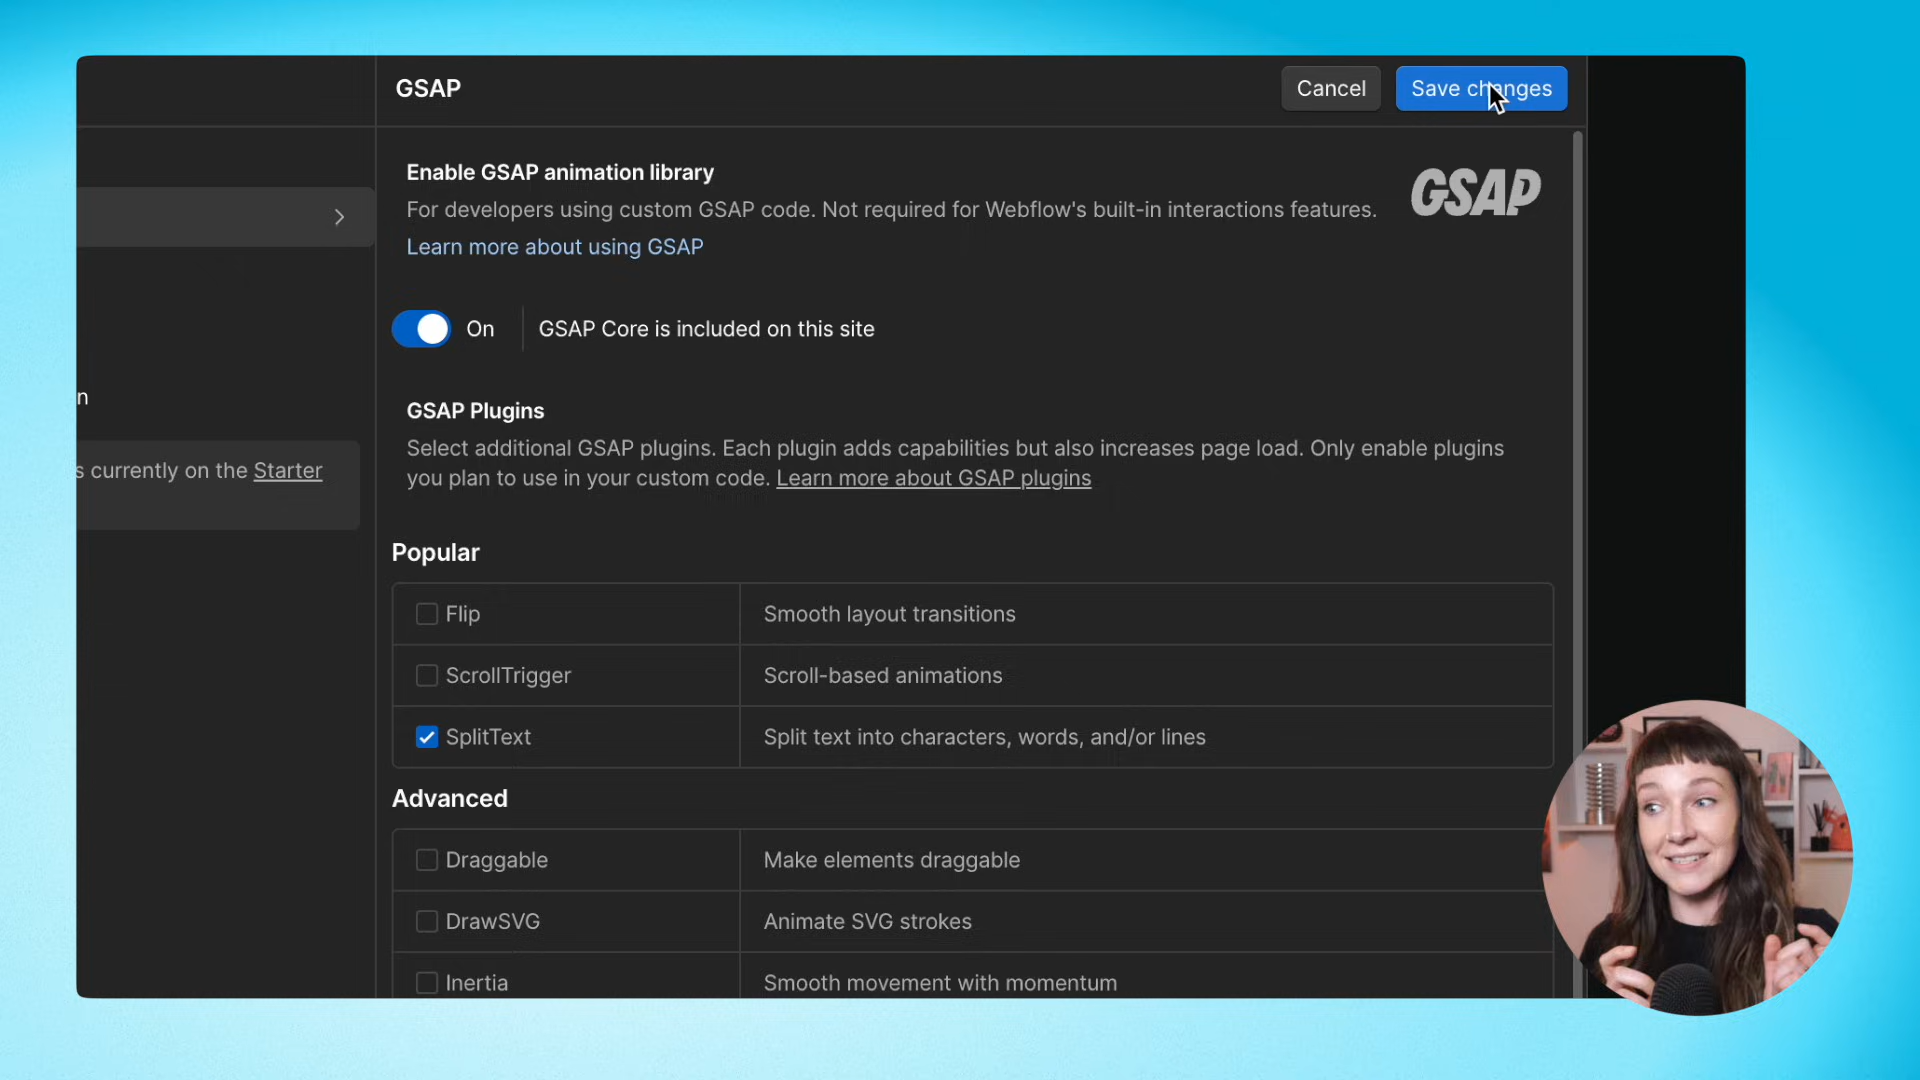 GSAP
Cancel
Save changes
Enable GSAP animation library
For developers using custom GSAP code. Not required for Webflow's built-in interactions features.
Learn more about using GSAP
GSAP
On
GSAP Core is included on this site
n
GSAP Plugins
Select additional GSAP plugins. Each plugin adds capabilities but also increases page load. Only enable plugins
you plan to use in your custom code. Learn more about GSAP plugins
s currently on the Starter
Popular
Flip
Smooth layout transitions
ScrollTrigger
Scroll-based animations
SplitText
Split text into characters, words, and/or lines
Advanced
Draggable
Make elements draggable
DrawSVG
Animate SVG strokes
Inertia
Smooth movement with momentum